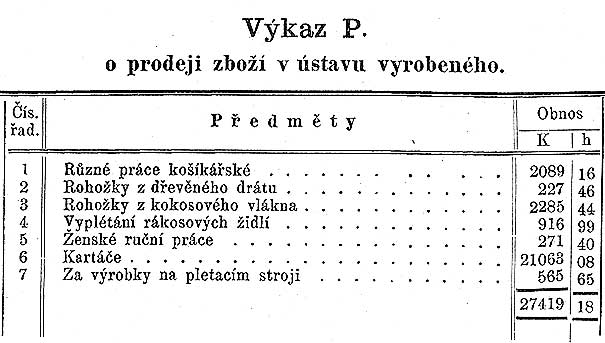 Výkaz P.
o prodeji zboží v ústavu vyrobeného.
Čís. řad. Předměty Obnos
K h
1 Různé práce košíkářské . . . . . . . . . . . . 2089 16
2 Rohožky z dřevěného drátu . . . . . . . . . . . 227 46
3 Rohožky z kokosového vlákna . . . . . . . . . . 2285 44
4 Vyplétání rákosových židlí . . . . . . . . . . . 916 99
5 Ženské ruční práce . . . . . . . . . . . . . . 271 40
6 Kartáče . . . . . . . . . . . . . . . . . . 21063 08
7 Za výrobky na pletacím stroji . . . . . . . . . . 565 65
27419 18